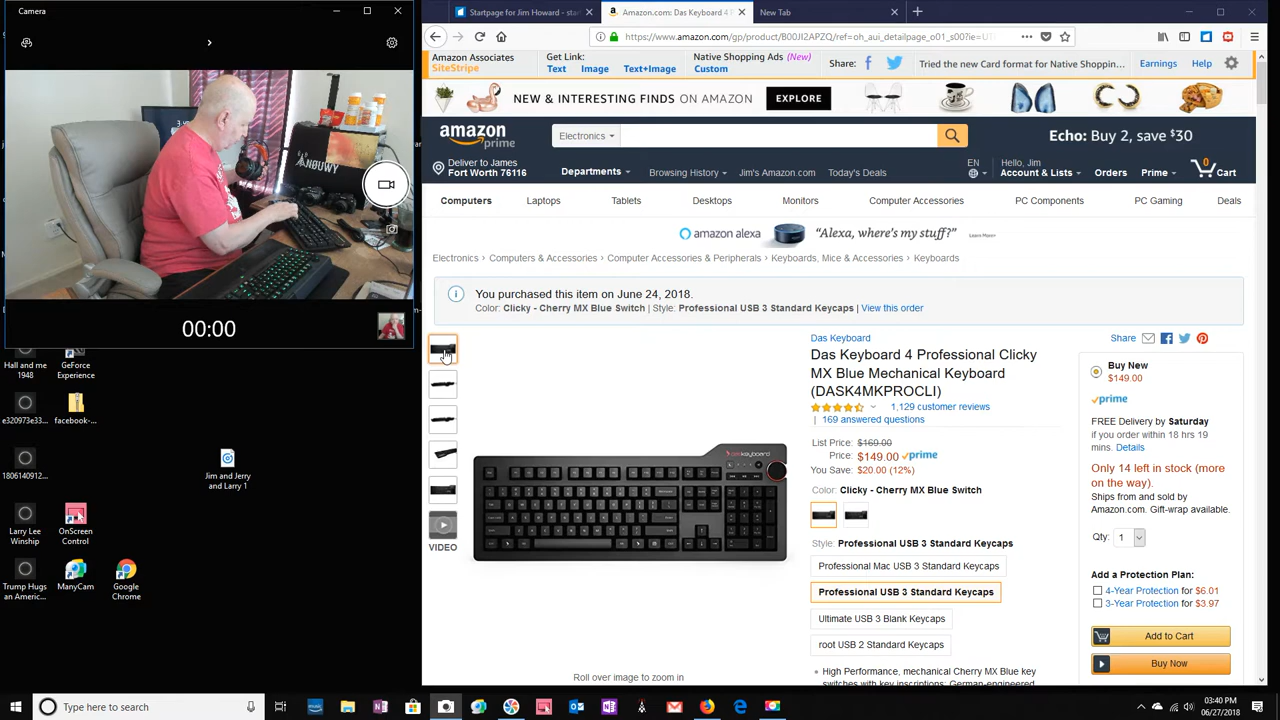 Camera
00:00
Hall and me 1948
GeForce Experience
e320973e33...
facebook-...
1806140912...
Jim and Jerry and Larry 1
Larry Lee Winship
OnScreen Control
Trump Hugs an Americ...
ManyCam
Google Chrome
Startpage for Jim Howard - star
Amazon.com: Das Keyboard 4 P
New Tab
https://www.amazon.com/gp/product/B00JI2APZQ/ref=oh_aui_detailpage_o01_s00?ie=U
Amazon Associates
SiteStripe
Get Link:
Text Image Text+Image
Native Shopping Ads (New)
Custom
Share:
Tried the new Card format for Native Shoppin...
Earnings
Help
NEW & INTERESTING FINDS ON AMAZON
EXPLORE
amazon prime
Electronics
Echo: Buy 2, save $30
Deliver to James
Fort Worth 76116
Departments
Browsing History
Jim's Amazon.com
Today's Deals
EN
Hello, Jim
Account & Lists
Orders
Prime
0
Cart
Computers
Laptops
Tablets
Desktops
Monitors
Computer Accessories
PC Components
PC Gaming
Deals
amazon alexa
“Alexa, where's my stuff?”
Learn More›
Electronics › Computers & Accessories › Computer Accessories & Peripherals › Keyboards, Mice & Accessories › Keyboards
You purchased this item on June 24, 2018.
Color: Clicky - Cherry MX Blue Switch | Style: Professional USB 3 Standard Keycaps | View this order
VIDEO
daskeyboard
Roll over image to zoom in
Das Keyboard
Das Keyboard 4 Professional Clicky
MX Blue Mechanical Keyboard
(DASK4MKPROCLI)
1,129 customer reviews
| 169 answered questions
List Price: $169.00
Price: $149.00 prime
You Save: $20.00 (12%)
Color: Clicky - Cherry MX Blue Switch
Style: Professional USB 3 Standard Keycaps
Professional Mac USB 3 Standard Keycaps
Professional USB 3 Standard Keycaps
Ultimate USB 3 Blank Keycaps
root USB 2 Standard Keycaps
High Performance, mechanical Cherry MX Blue key
switches with key inscriptions; German-engineered
Share
Buy New
$149.00
prime
FREE Delivery by Saturday
if you order within 18 hrs 19
mins. Details
Only 14 left in stock (more
on the way).
Ships from and sold by
Amazon.com. Gift-wrap available.
Qty: 1
Add a Protection Plan:
4-Year Protection for $6.01
3-Year Protection for $3.97
Add to Cart
Buy Now
Type here to search
03:40 PM
06/27/2018